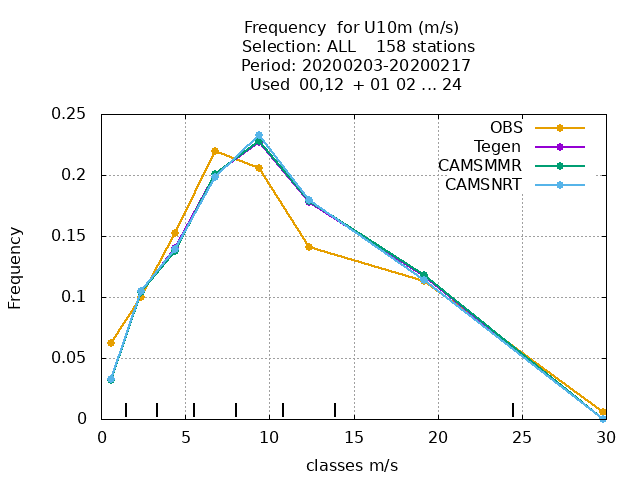 Frequency for U10m (m/s)
Selection: ALL 158 stations
Period: 20200203-20200217
Used 00,12 + 01 02 ... 24
0.25
0.2
0.15
0.1
0.05
0
Frequency
OBS
Tegen
CAMSMMR
CAMSNRT
0 5 10 15 20 25 30
classes m/s